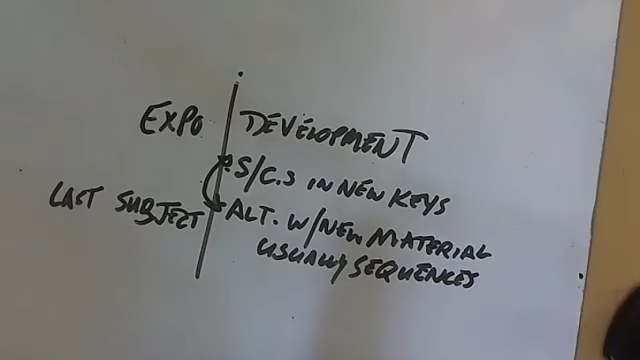 EXPO DEVELOPMENT
S/C.S IN NEW KEYS
LAST SUBJECT ALT. W/NEW MATERIAL
USUALLY SEQUENCES